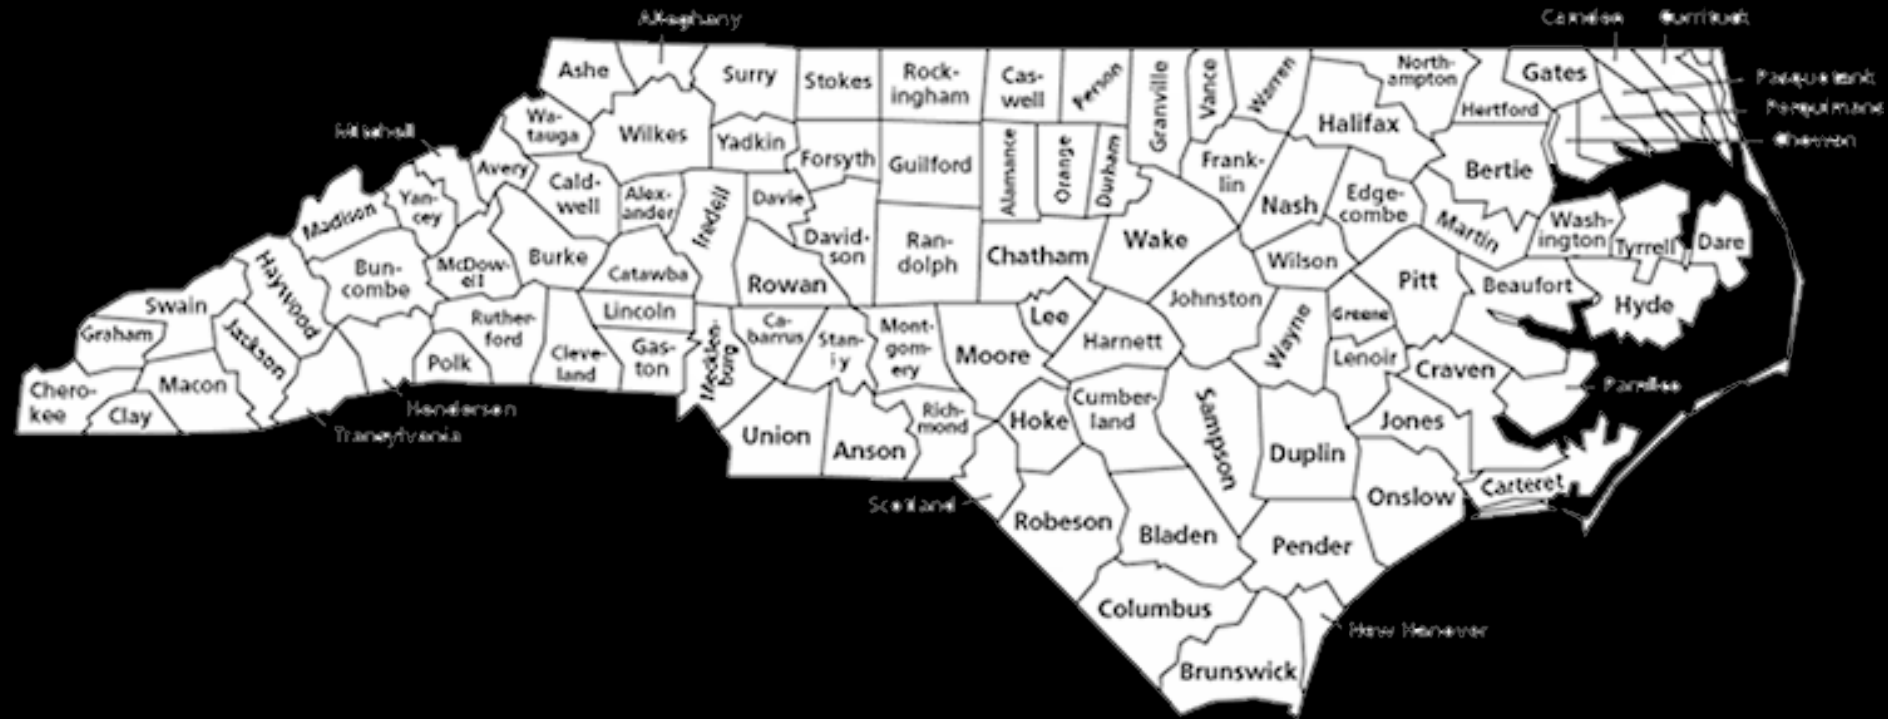 Alleghany
Camden
Currituck
Ashe
Surry
Stokes
Rock-
ingham
Cas-
well
Person
Granville
Vance
Warren
North-
ampton
Gates
Pasquotank
Hertford
Perquimans
Wa-
tauga
Wilkes
Halifax
Mitchell
Yadkin
Chowan
Forsyth
Guilford
Alamance
Orange
Durham
Frank-
lin
Avery
Bertie
Cald-
well
Alex-
ander
Iredell
Davie
Nash
Edge-
combe
Madison
Yan-
cey
Martin
Wash-
ington
Tyrrell
Dare
David-
son
Ran-
dolph
Wake
Chatham
Burke
Wilson
McDow-
ell
Catawba
Haywood
Bun-
combe
Rowan
Pitt
Beaufort
Johnston
Hyde
Swain
Lincoln
Lee
Greene
Graham
Ruther-
ford
Ca-
barrus
Stan-
ly
Mont-
gom-
ery
Harnett
Wayne
Jackson
Gas-
ton
Mecklen-
burg
Moore
Lenoir
Craven
Polk
Cleve-
land
Chero-
kee
Macon
Pamlico
Henderson
Clay
Transylvania
Cumber-
land
Rich-
mond
Hoke
Sampson
Jones
Union
Anson
Duplin
Onslow
Carteret
Scotland
Robeson
Bladen
Pender
Columbus
New Hanover
Brunswick